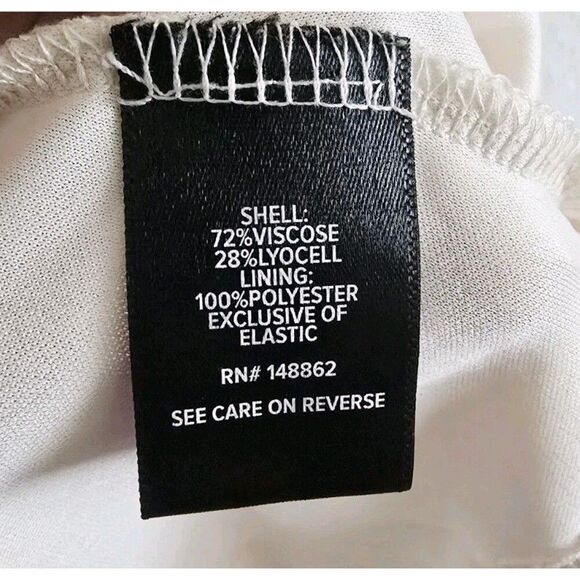 SHELL:
72%VISCOSE
28%LYOCELL
LINING:
100%POLYESTER
EXCLUSIVE OF
ELASTIC
RN# 148862
SEE CARE ON REVERSE